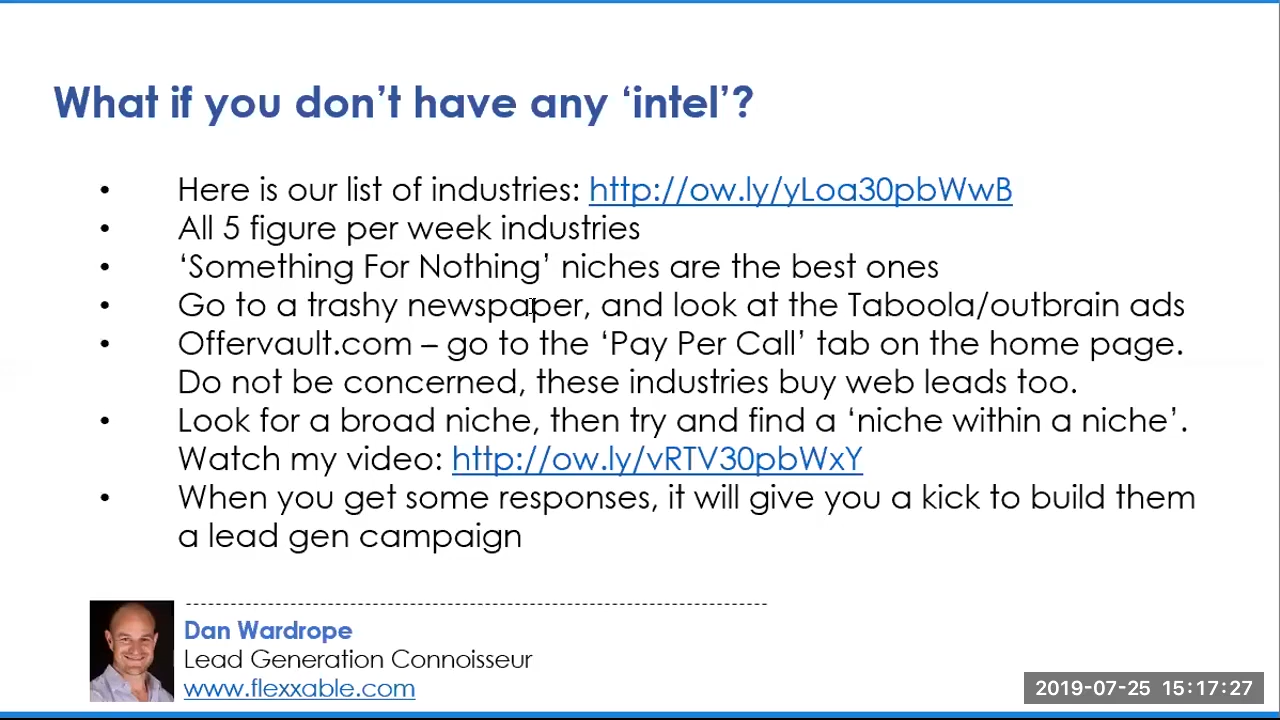 What if you don’t have any ‘intel’?
• Here is our list of industries: http://ow.ly/yLoa30pbWwB
• All 5 figure per week industries
• ‘Something For Nothing’ niches are the best ones
• Go to a trashy newspaper, and look at the Taboola/outbrain ads
• Offervault.com – go to the ‘Pay Per Call’ tab on the home page.
Do not be concerned, these industries buy web leads too.
• Look for a broad niche, then try and find a ‘niche within a niche’.
Watch my video: http://ow.ly/vRTV30pbWxY
• When you get some responses, it will give you a kick to build them
a lead gen campaign
Dan Wardrope
Lead Generation Connoisseur
www.flexxable.com
2019-07-25 15:17:27